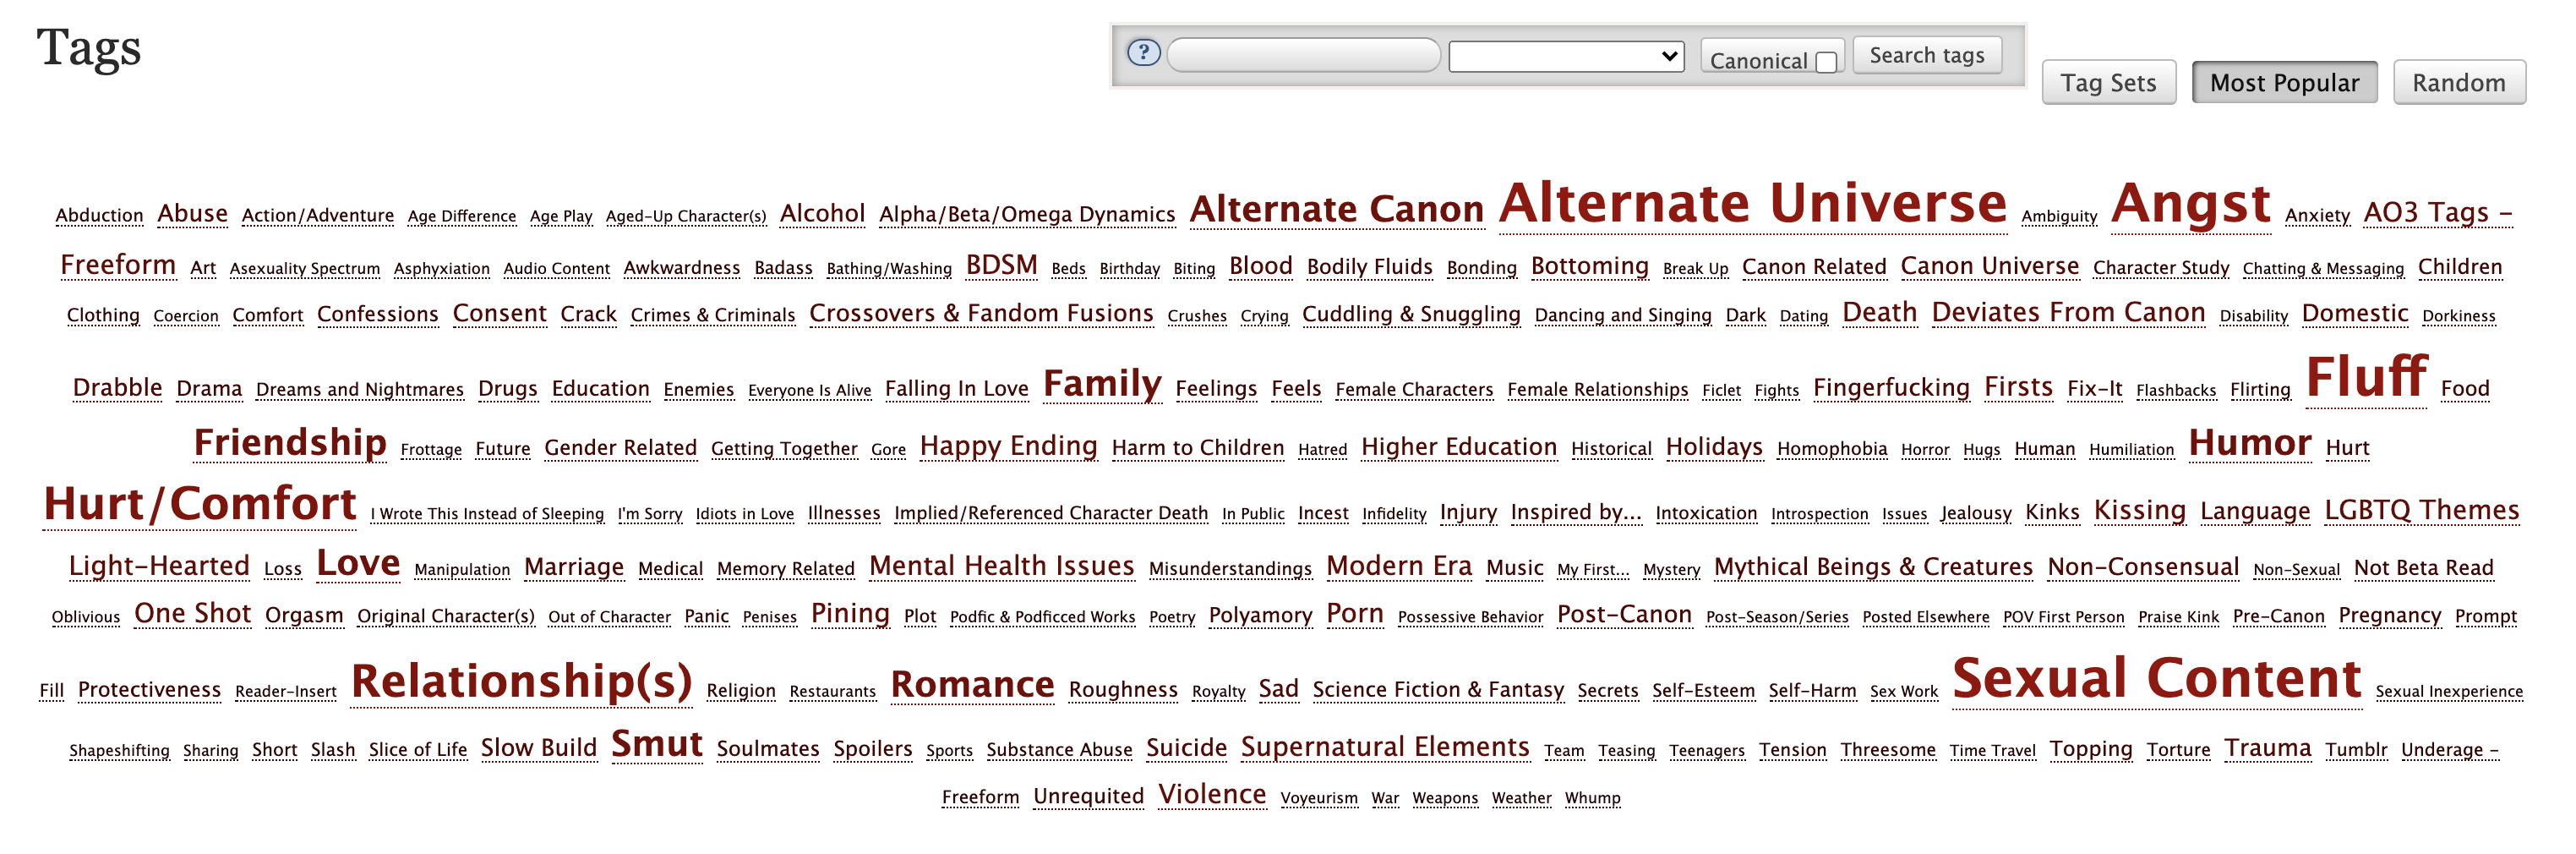 Tags
? Canonical Search tags
Tag Sets Most Popular Random
Abduction Abuse Action/Adventure Age Difference Age Play Aged-Up Character(s) Alcohol Alpha/Beta/Omega Dynamics Alternate Canon Alternate Universe Ambiguity Angst Anxiety AO3 Tags -
Freeform Art Asexuality Spectrum Asphyxiation Audio Content Awkwardness Badass Bathing/Washing BDSM Beds Birthday Biting Blood Bodily Fluids Bonding Bottoming Break Up Canon Related Canon Universe Character Study Chatting & Messaging Children
Clothing Coercion Comfort Confessions Consent Crack Crimes & Criminals Crossovers & Fandom Fusions Crushes Crying Cuddling & Snuggling Dancing and Singing Dark Dating Death Deviates From Canon Disability Domestic Dorkiness
Drabble Drama Dreams and Nightmares Drugs Education Enemies Everyone Is Alive Falling In Love Family Feelings Feels Female Characters Female Relationships Ficlet Fights Fingerfucking Firsts Fix-It Flashbacks Flirting Fluff Food
Friendship Frottage Future Gender Related Getting Together Gore Happy Ending Harm to Children Hatred Higher Education Historical Holidays Homophobia Horror Hugs Human Humiliation Humor Hurt
Hurt/Comfort I Wrote This Instead of Sleeping I'm Sorry Idiots in Love Illnesses Implied/Referenced Character Death In Public Incest Infidelity Injury Inspired by... Intoxication Introspection Issues Jealousy Kinks Kissing Language LGBTQ Themes
Light-Hearted Loss Love Manipulation Marriage Medical Memory Related Mental Health Issues Misunderstandings Modern Era Music My First... Mystery Mythical Beings & Creatures Non-Consensual Non-Sexual Not Beta Read
Oblivious One Shot Orgasm Original Character(s) Out of Character Panic Penises Pining Plot Podfic & Podficced Works Poetry Polyamory Porn Possessive Behavior Post-Canon Post-Season/Series Posted Elsewhere POV First Person Praise Kink Pre-Canon Pregnancy Prompt
Fill Protectiveness Reader-Insert Relationship(s) Religion Restaurants Romance Roughness Royalty Sad Science Fiction & Fantasy Secrets Self-Esteem Self-Harm Sex Work Sexual Content Sexual Inexperience
Shapeshifting Sharing Short Slash Slice of Life Slow Build Smut Soulmates Spoilers Sports Substance Abuse Suicide Supernatural Elements Team Teasing Teenagers Tension Threesome Time Travel Topping Torture Trauma Tumblr Underage -
Freeform Unrequited Violence Voyeurism War Weapons Weather Whump